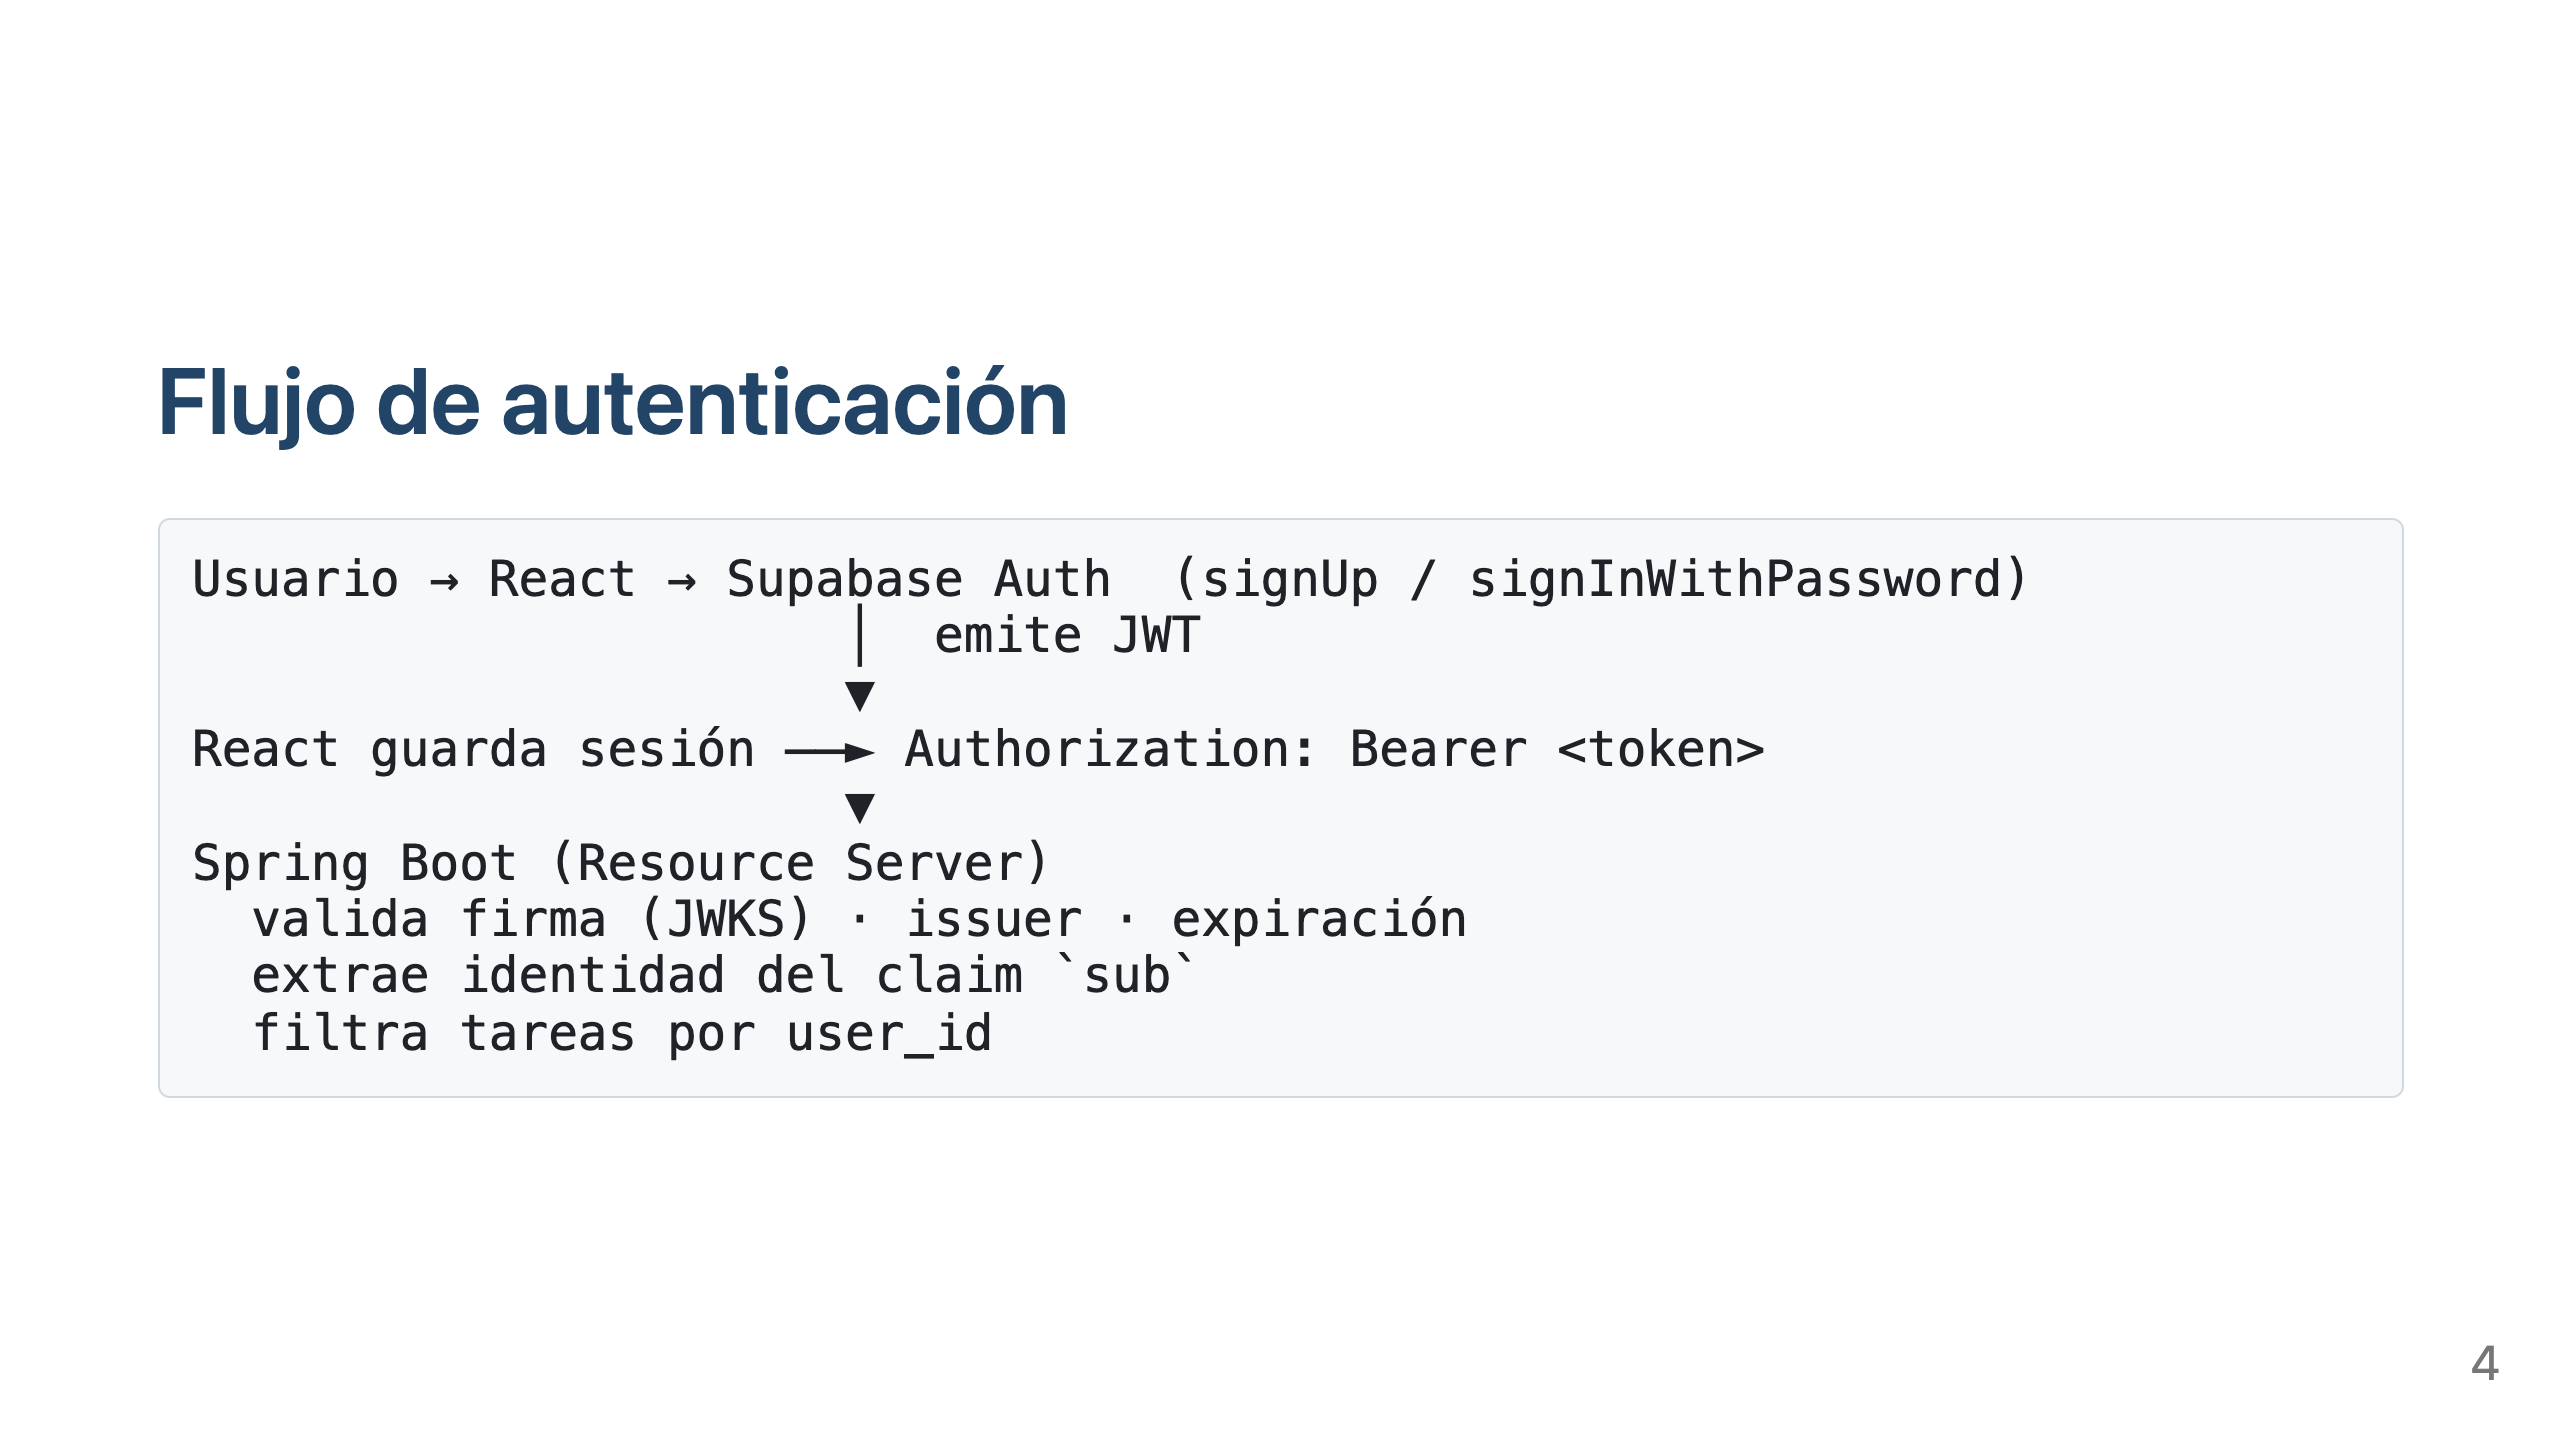 Flujo de autenticación
Usuario → React → Supabase Auth  (signUp / signInWithPassword)
                      │  emite JWT
                      ▼
React guarda sesión ──► Authorization: Bearer <token>
                      ▼
Spring Boot (Resource Server)
  valida firma (JWKS) · issuer · expiración
  extrae identidad del claim `sub`
  filtra tareas por user_id
4